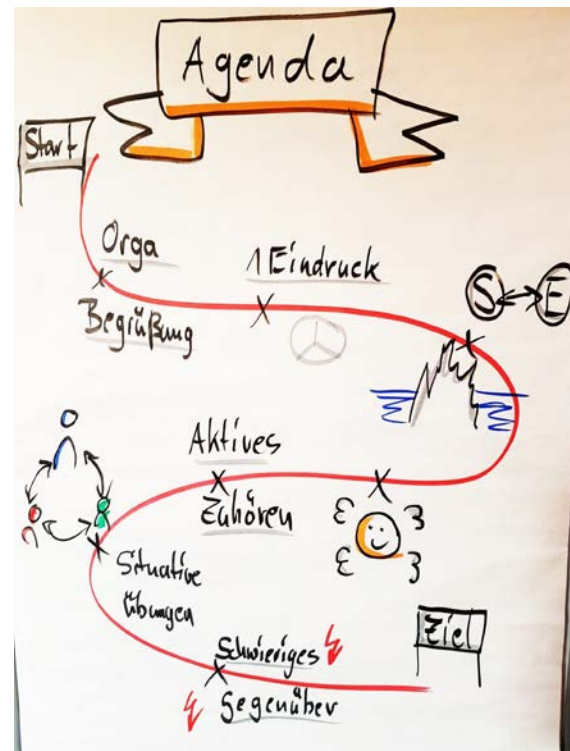 Agenda
Start
Orga
Begrüßung
1 Eindruck
S E
Aktives
Zuhören
Situative
Übungen
Schwieriges
Gegenüber
Ziel